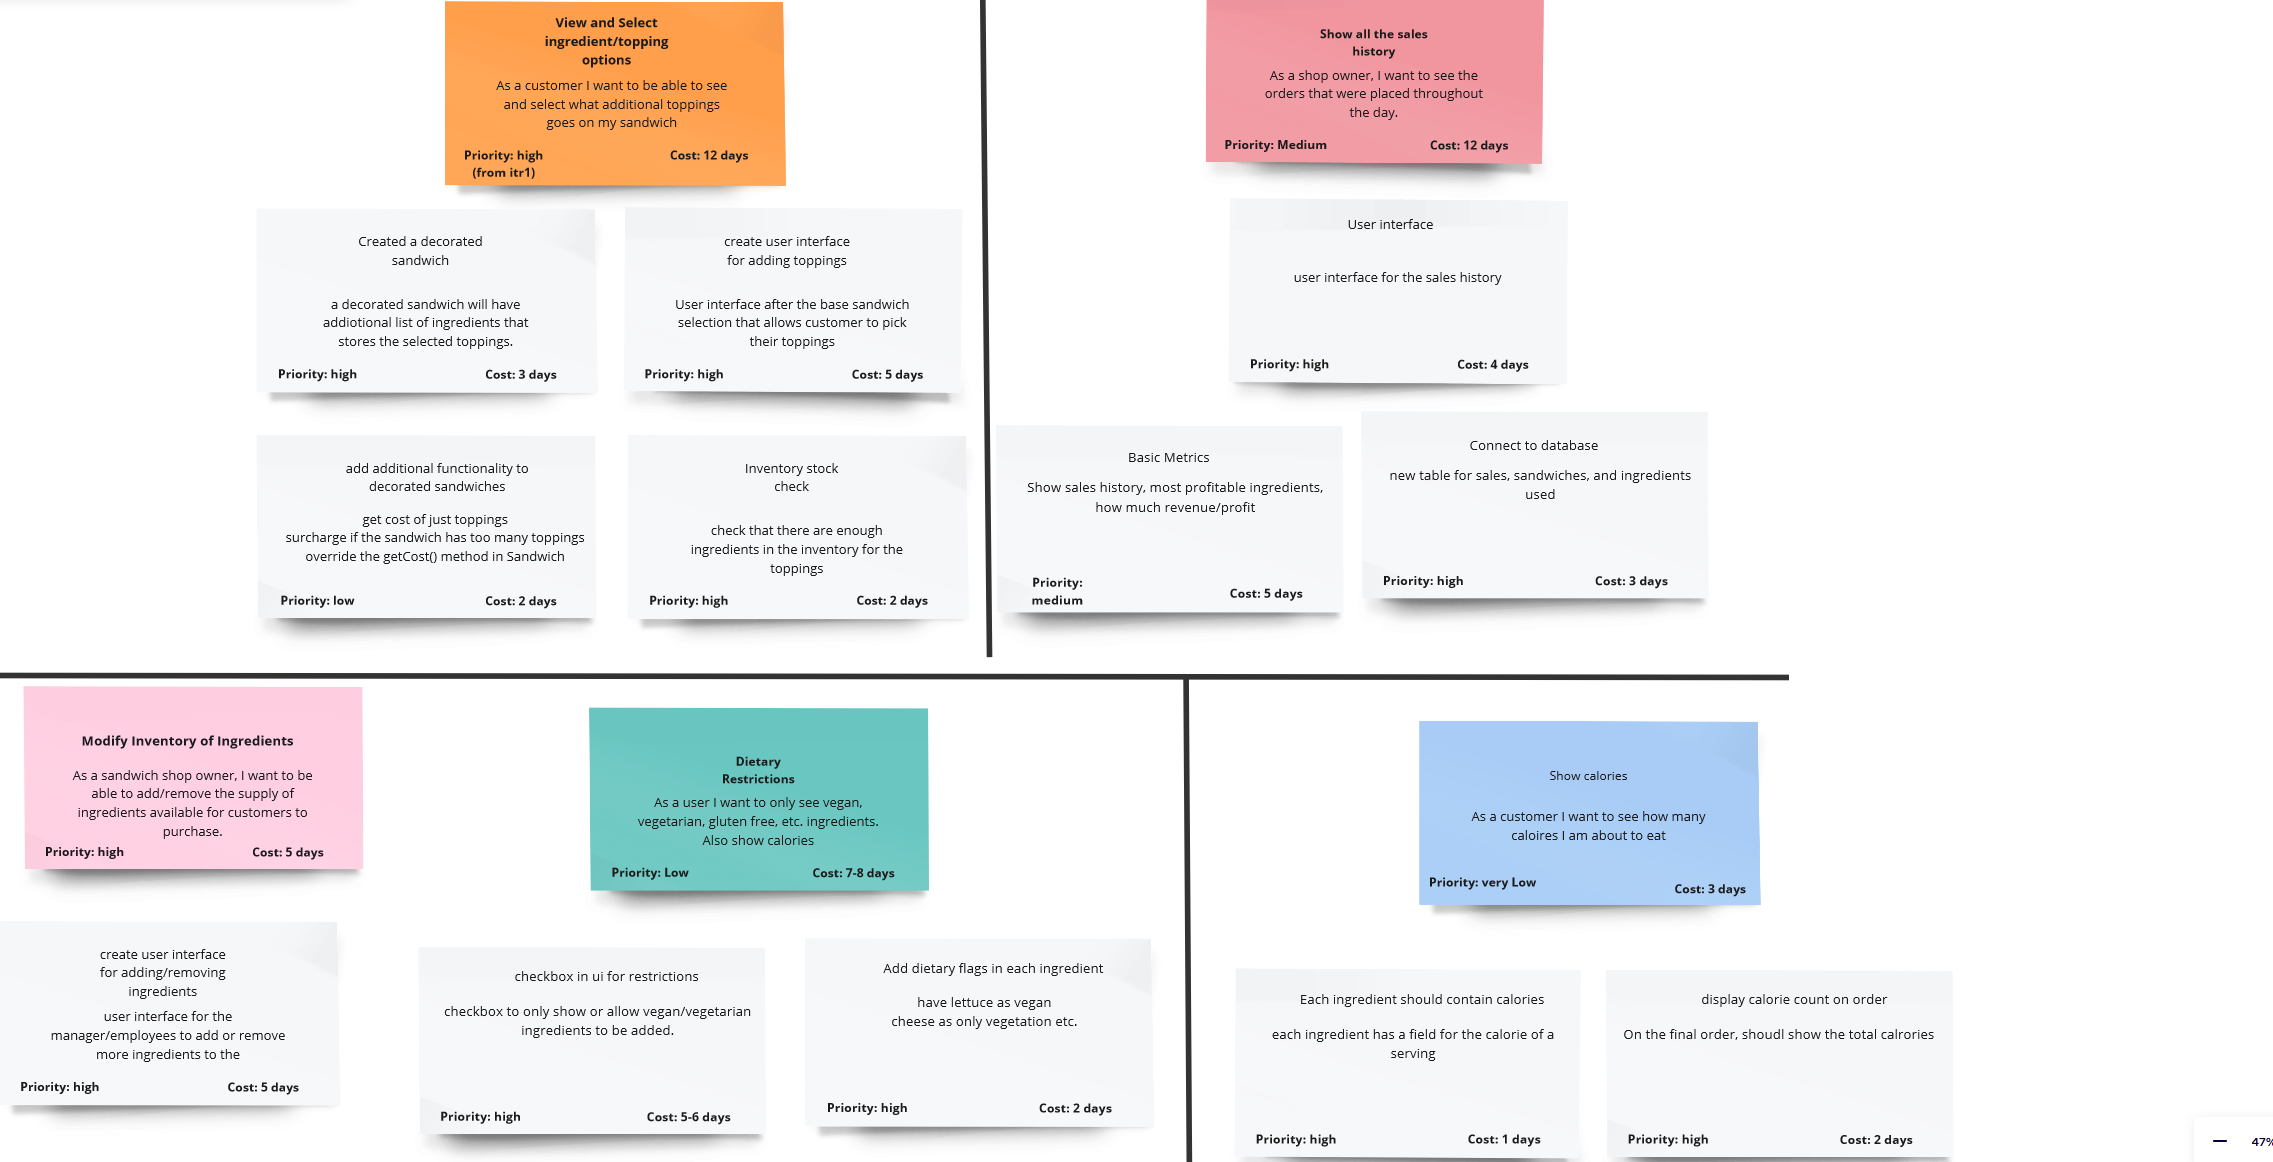 View and Select
ingredient/topping
options
As a customer I want to be able to see
and select what additional toppings
goes on my sandwich
Priority: high
(from itr1)
Cost: 12 days
Created a decorated
sandwich
a decorated sandwich will have
addiotional list of ingredients that
stores the selected toppings.
Priority: high
Cost: 3 days
create user interface
for adding toppings
User interface after the base sandwich
selection that allows customer to pick
their toppings
Priority: high
Cost: 5 days
add additional functionality to
decorated sandwiches
get cost of just toppings
surcharge if the sandwich has too many toppings
override the getCost() method in Sandwich
Priority: low
Cost: 2 days
Inventory stock
check
check that there are enough
ingredients in the inventory for the
toppings
Priority: high
Cost: 2 days
Show all the sales
history
As a shop owner, I want to see the
orders that were placed throughout
the day.
Priority: Medium
Cost: 12 days
User interface
user interface for the sales history
Priority: high
Cost: 4 days
Basic Metrics
Show sales history, most profitable ingredients,
how much revenue/profit
Priority:
medium
Cost: 5 days
Connect to database
new table for sales, sandwiches, and ingredients
used
Priority: high
Cost: 3 days
Modify Inventory of Ingredients
As a sandwich shop owner, I want to be
able to add/remove the supply of
ingredients available for customers to
purchase.
Priority: high
Cost: 5 days
create user interface
for adding/removing
ingredients
user interface for the
manager/employees to add or remove
more ingredients to the
Priority: high
Cost: 5 days
Dietary
Restrictions
As a user I want to only see vegan,
vegetarian, gluten free, etc. ingredients.
Also show calories
Priority: Low
Cost: 7-8 days
checkbox in ui for restrictions
checkbox to only show or allow vegan/vegetarian
ingredients to be added.
Priority: high
Cost: 5-6 days
Add dietary flags in each ingredient
have lettuce as vegan
cheese as only vegetation etc.
Priority: high
Cost: 2 days
Show calories
As a customer I want to see how many
caloires I am about to eat
Priority: very Low
Cost: 3 days
Each ingredient should contain calories
each ingredient has a field for the calorie of a
serving
Priority: high
Cost: 1 days
display calorie count on order
On the final order, shoudl show the total calrories
Priority: high
Cost: 2 days
47%